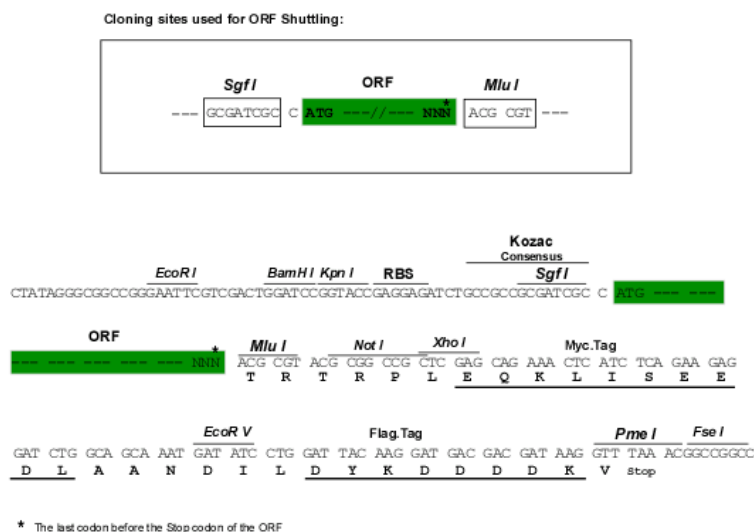 Cloning sites used for ORF Shuttling:
Sgf I ORF Mlu I
--- GCGATCGC C ATG ---//--- NNN* ACG CGT ---
Kozac
Consensus
EcoR I BamH I Kpn I RBS Sgf I
CTATAGGGCGGCCGGGAATTCGTCGACTGGATCCGGTACCGAGGAGATCTGCCGCCGCGATCGC C ATG --- ---
ORF Mlu I Not I Xho I Myc.Tag
--- --- --- --- --- --- NNN* ACG CGT ACG CGG CCG CTC GAG CAG AAA CTC ATC TCA GAA GAG
T R T R P L E Q K L I S E E
EcoR V Flag.Tag Pme I Fse I
GAT CTG GCA GCA AAT GAT ATC CTG GAT TAC AAG GAT GAC GAC GAT AAG GTT TAA ACGGCCGGCC
D L A A N D I L D Y K D D D D K V Stop
* The last codon before the Stop codon of the ORF